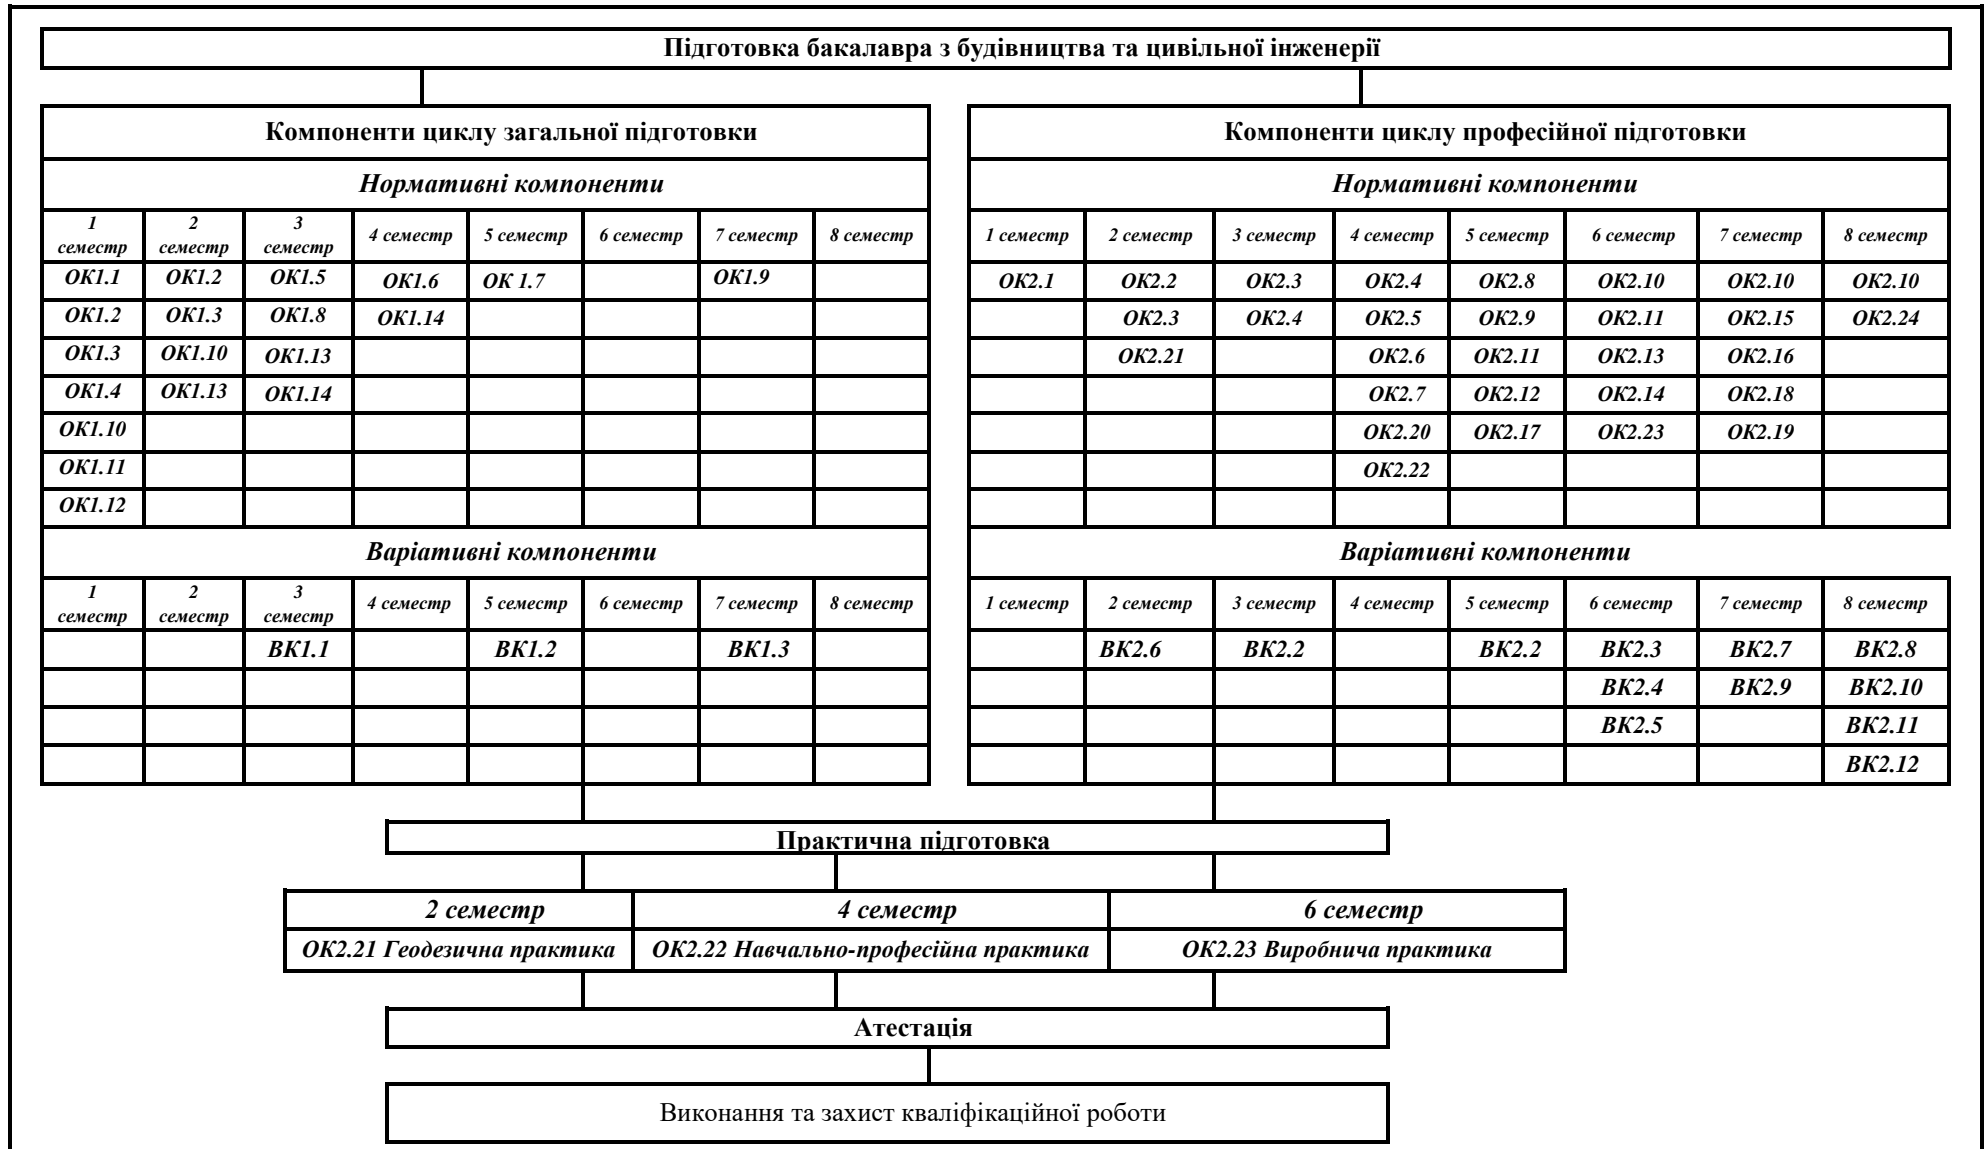 Підготовка бакалавра з будівництва та цивільної інженерії
Компоненти циклу загальної підготовки
Нормативні компоненти
1 семестр 2 семестр 3 семестр 4 семестр 5 семестр 6 семестр 7 семестр 8 семестр
ОК1.1 ОК1.2 ОК1.5 ОК1.6 ОК 1.7 ОК1.9
ОК1.2 ОК1.3 ОК1.8 ОК1.14
ОК1.3 ОК1.10 ОК1.13
ОК1.4 ОК1.13 ОК1.14
ОК1.10
ОК1.11
ОК1.12
Варіативні компоненти
1 семестр 2 семестр 3 семестр 4 семестр 5 семестр 6 семестр 7 семестр 8 семестр
ВК1.1 ВК1.2 ВК1.3
Компоненти циклу професійної підготовки
Нормативні компоненти
1 семестр 2 семестр 3 семестр 4 семестр 5 семестр 6 семестр 7 семестр 8 семестр
ОК2.1 ОК2.2 ОК2.3 ОК2.4 ОК2.8 ОК2.10 ОК2.10 ОК2.10
ОК2.3 ОК2.4 ОК2.5 ОК2.9 ОК2.11 ОК2.15 ОК2.24
ОК2.21 ОК2.6 ОК2.11 ОК2.13 ОК2.16
ОК2.7 ОК2.12 ОК2.14 ОК2.18
ОК2.20 ОК2.17 ОК2.23 ОК2.19
ОК2.22
Варіативні компоненти
1 семестр 2 семестр 3 семестр 4 семестр 5 семестр 6 семестр 7 семестр 8 семестр
ВК2.6 ВК2.2 ВК2.2 ВК2.3 ВК2.7 ВК2.8
ВК2.4 ВК2.9 ВК2.10
ВК2.5 ВК2.11
ВК2.12
Практична підготовка
2 семестр 4 семестр 6 семестр
ОК2.21 Геодезична практика ОК2.22 Навчально-професійна практика ОК2.23 Виробнича практика
Атестація
Виконання та захист кваліфікаційної роботи